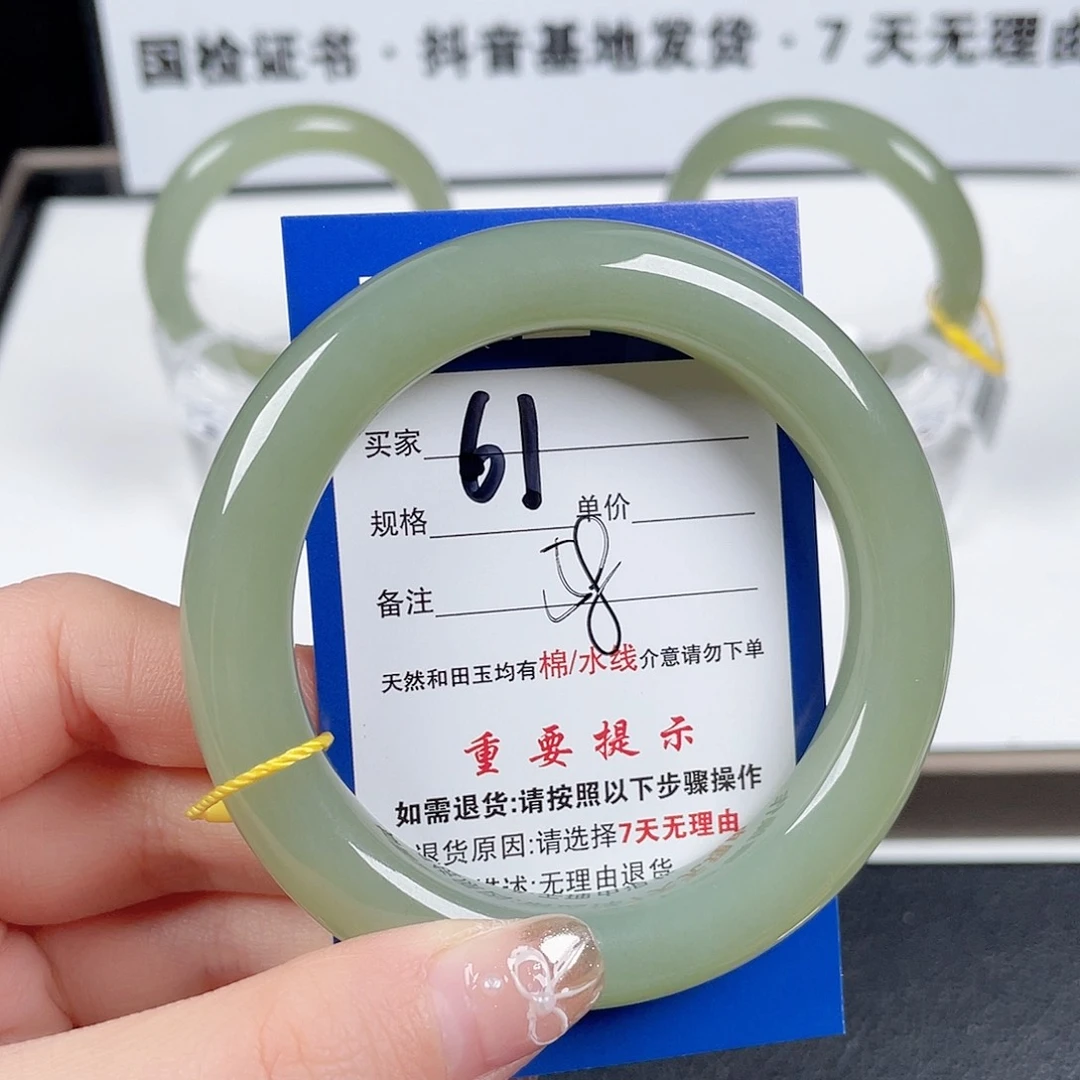 国检证书·抖音基地发货·7天无理由
买家 61
规格 单价
备注
天然和田玉均有棉/水线介意请勿下单
重要提示
如需退货:请按照以下步骤操作
退货原因:请选择7天无理由
述:无理由退货